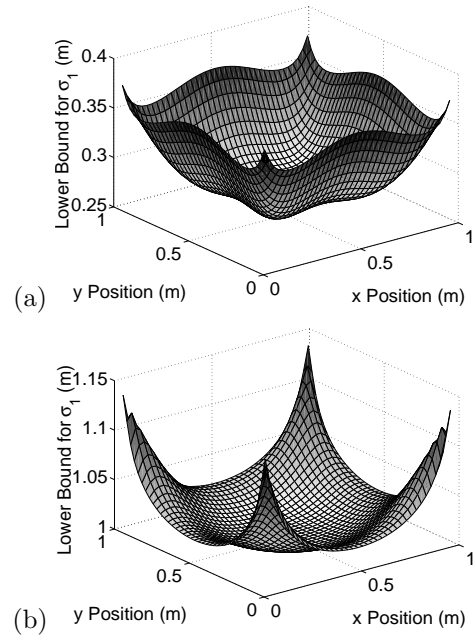 0.4
0.35
0.3
0.25
Lower Bound for σ1 (m)
1
0.5
0
y Position (m)
0
0.5
1
x Position (m)
(a)
1.15
1.1
1.05
1
Lower Bound for σ1 (m)
1
0.5
0
y Position (m)
0
0.5
1
x Position (m)
(b)